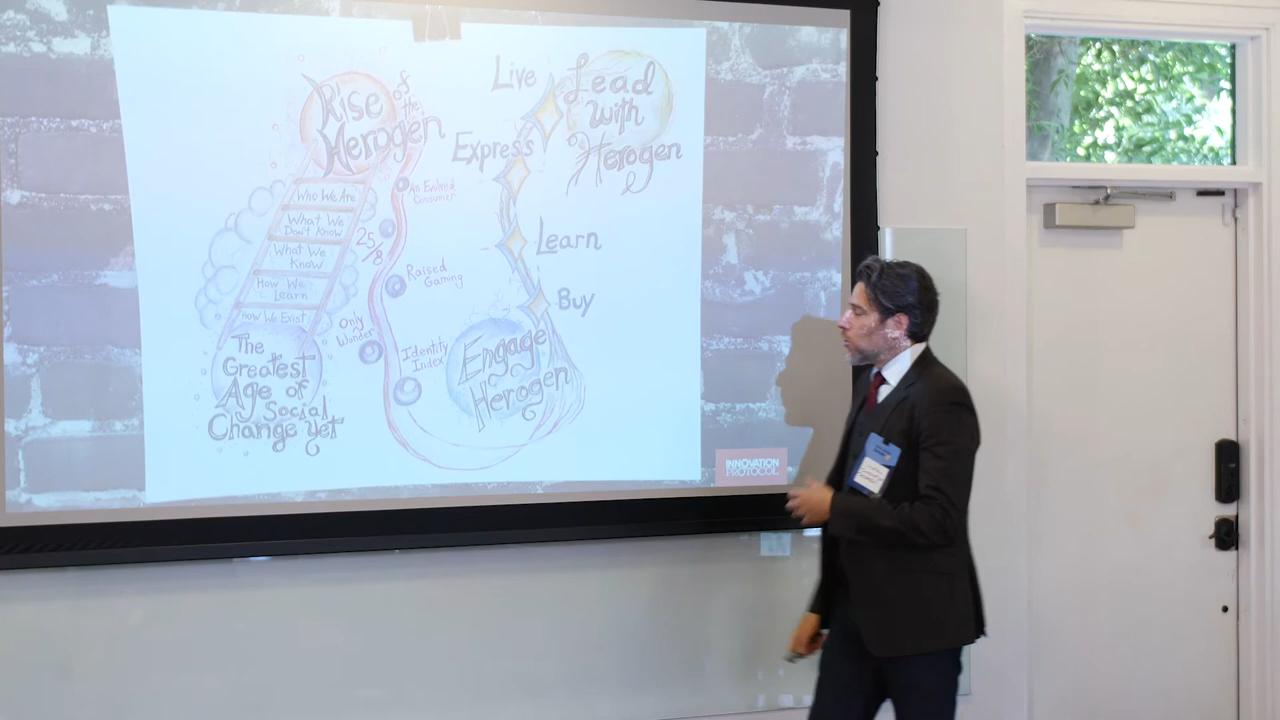 Rise
of
the
Herogen
Who We Are
What We
Don't Know
What We
Know
How We
Learn
How We Exist
The
Greatest
Age of
Social
Change Yet
An Evolved
Consumer
25/8
Raised
Gaming
Only
Wonder
Identity
Index
Engage
Herogen
Buy
Learn
Express
Live
Lead
with
Herogen
INNOVATION
PROTOCOL